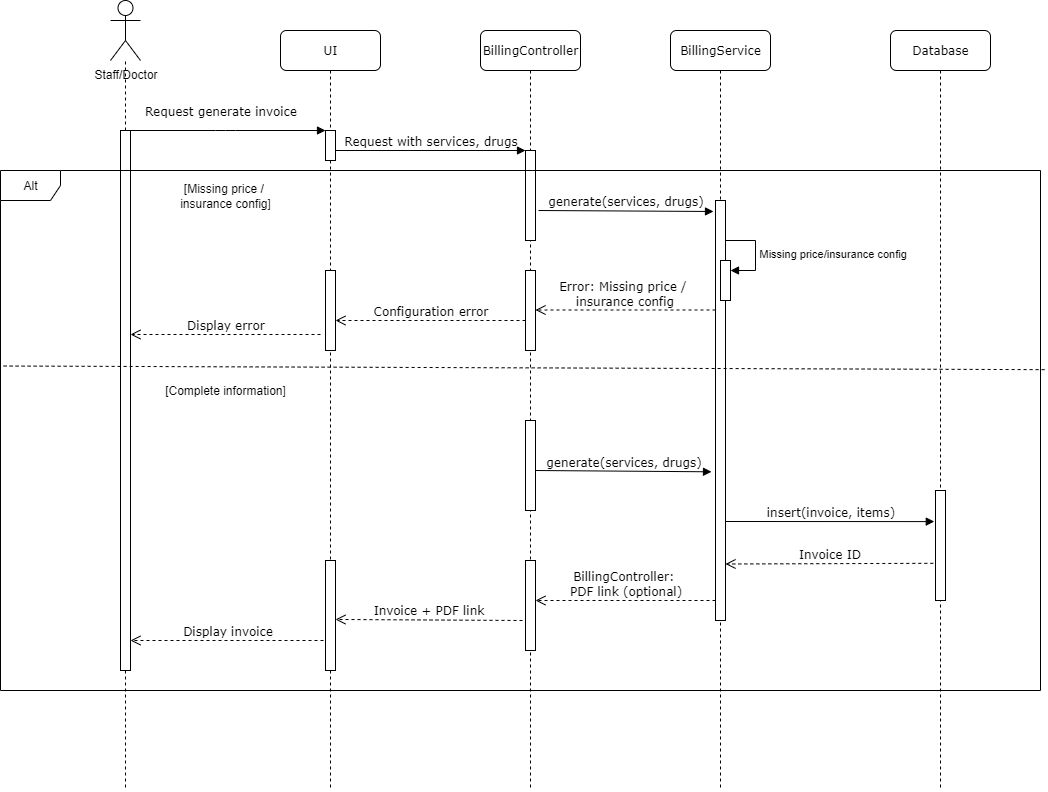 Staff/Doctor
UI
BillingController
BillingService
Database
Request generate invoice
Request with services, drugs
Alt
[Missing price /
insurance config]
generate(services, drugs)
Missing price/insurance config
Error: Missing price /
insurance config
Configuration error
Display error
[Complete information]
generate(services, drugs)
insert(invoice, items)
Invoice ID
BillingController:
PDF link (optional)
Invoice + PDF link
Display invoice